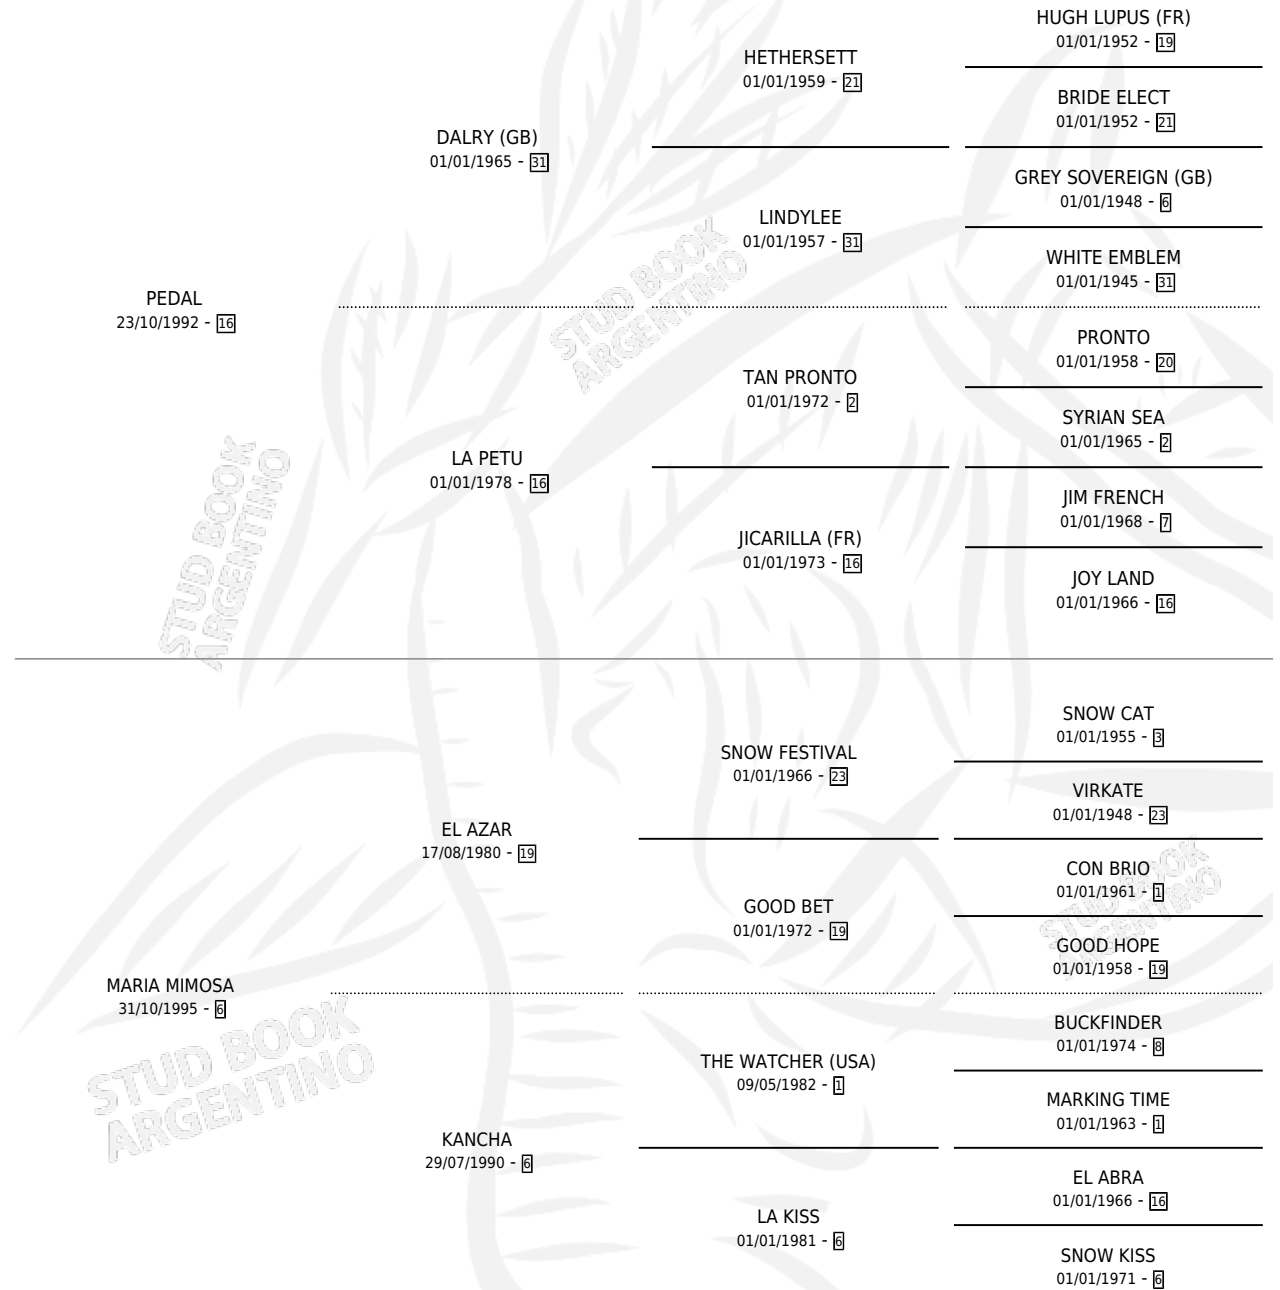 HUGH LUPUS (FR)
01/01/1952 - 19
HETHERSETT
01/01/1959 - 21
BRIDE ELECT
01/01/1952 - 21
DALRY (GB)
01/01/1965 - 31
GREY SOVEREIGN (GB)
01/01/1948 - 6
LINDYLEE
01/01/1957 - 31
WHITE EMBLEM
01/01/1945 - 31
PEDAL
23/10/1992 - 16
STUD BOOK
ARGENTINO
PRONTO
01/01/1958 - 20
TAN PRONTO
01/01/1972 - 2
SYRIAN SEA
01/01/1965 - 2
LA PETU
01/01/1978 - 16
JIM FRENCH
01/01/1968 - 7
JICARILLA (FR)
01/01/1973 - 16
JOY LAND
01/01/1966 - 16
STUD BOOK
ARGENTINO
SNOW CAT
01/01/1955 - 3
SNOW FESTIVAL
01/01/1966 - 23
VIRKATE
01/01/1948 - 23
EL AZAR
17/08/1980 - 19
CON BRIO
01/01/1961 - 1
GOOD BET
01/01/1972 - 19
GOOD HOPE
01/01/1958 - 19
STUD BOOK
ARGENTINO
MARIA MIMOSA
31/10/1995 - 6
BUCKFINDER
01/01/1974 - 8
THE WATCHER (USA)
09/05/1982 - 1
MARKING TIME
01/01/1963 - 1
STUD BOOK
ARGENTINO
KANCHA
29/07/1990 - 6
EL ABRA
01/01/1966 - 16
LA KISS
01/01/1981 - 6
SNOW KISS
01/01/1971 - 6